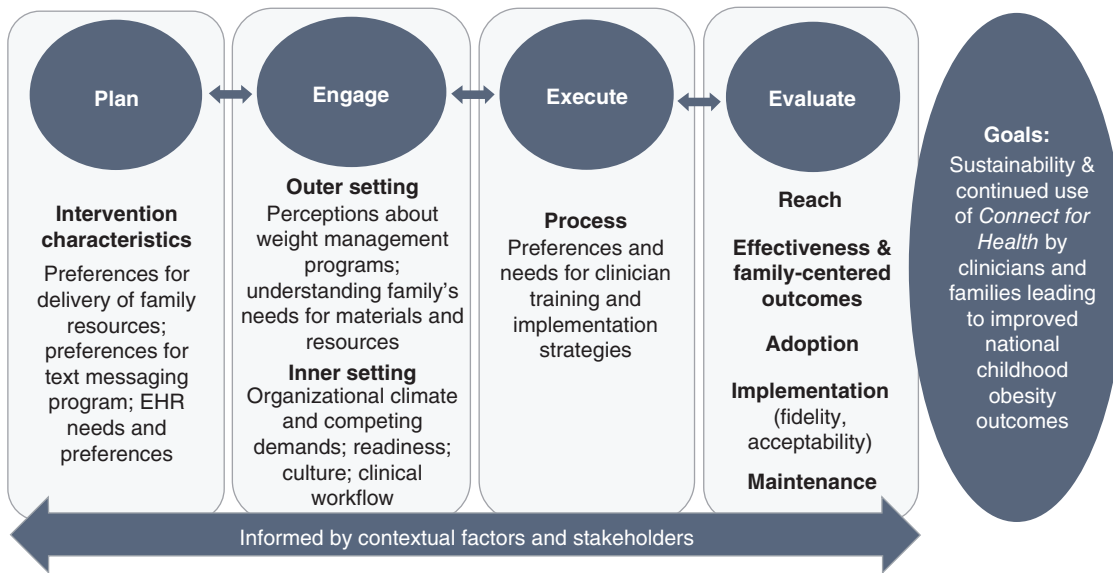 Plan
Intervention
characteristics
Preferences for
delivery of family
resources;
preferences for
text messaging
program; EHR
needs and
preferences
Engage
Outer setting
Perceptions about
weight management
programs;
understanding family's
needs for materials and
resources
Inner setting
Organizational climate
and competing
demands; readiness;
culture; clinical
workflow
Execute
Process
Preferences and
needs for clinician
training and
implementation
strategies
Evaluate
Reach
Effectiveness &
family-centered
outcomes
Adoption
Implementation
(fidelity,
acceptability)
Maintenance
Goals:
Sustainability &
continued use
of Connect for
Health by
clinicians and
families leading
to improved
national
childhood
obesity
outcomes
Informed by contextual factors and stakeholders